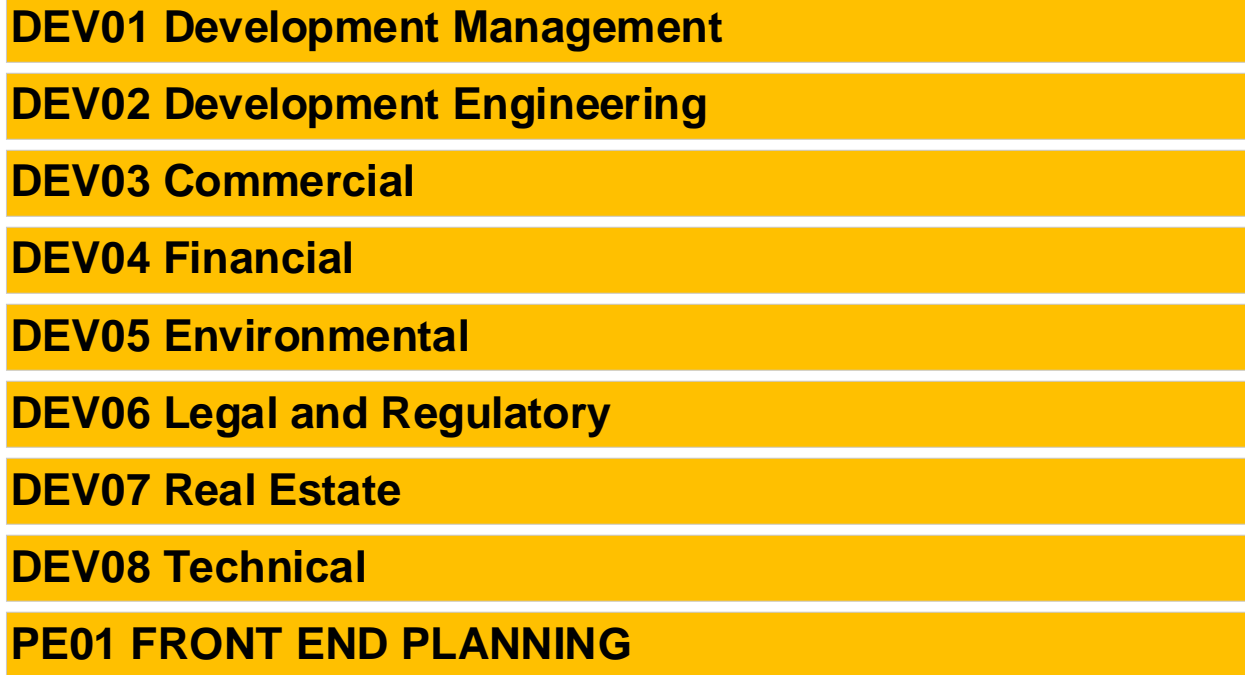 DEV01 Development Management
DEV02 Development Engineering
DEV03 Commercial
DEV04 Financial
DEV05 Environmental
DEV06 Legal and Regulatory
DEV07 Real Estate
DEV08 Technical
PE01 FRONT END PLANNING